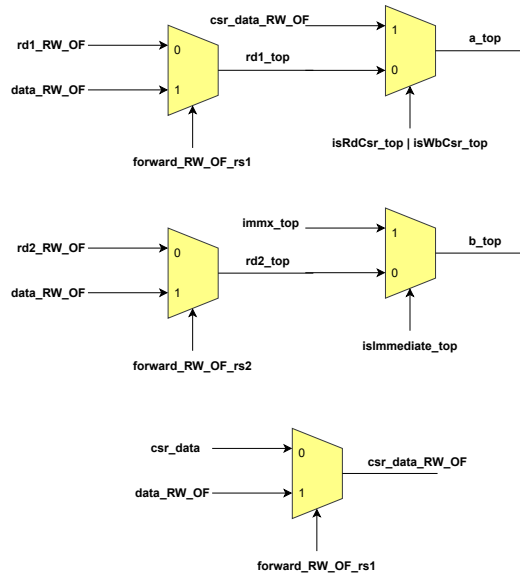 csr_data_RW_OF
1
a_top
rd1_RW_OF
0
rd1_top
0
data_RW_OF
1
isRdCsr_top | isWbCsr_top
forward_RW_OF_rs1
immx_top
1
b_top
rd2_RW_OF
0
rd2_top
0
data_RW_OF
1
isImmediate_top
forward_RW_OF_rs2
csr_data
0
csr_data_RW_OF
data_RW_OF
1
forward_RW_OF_rs1